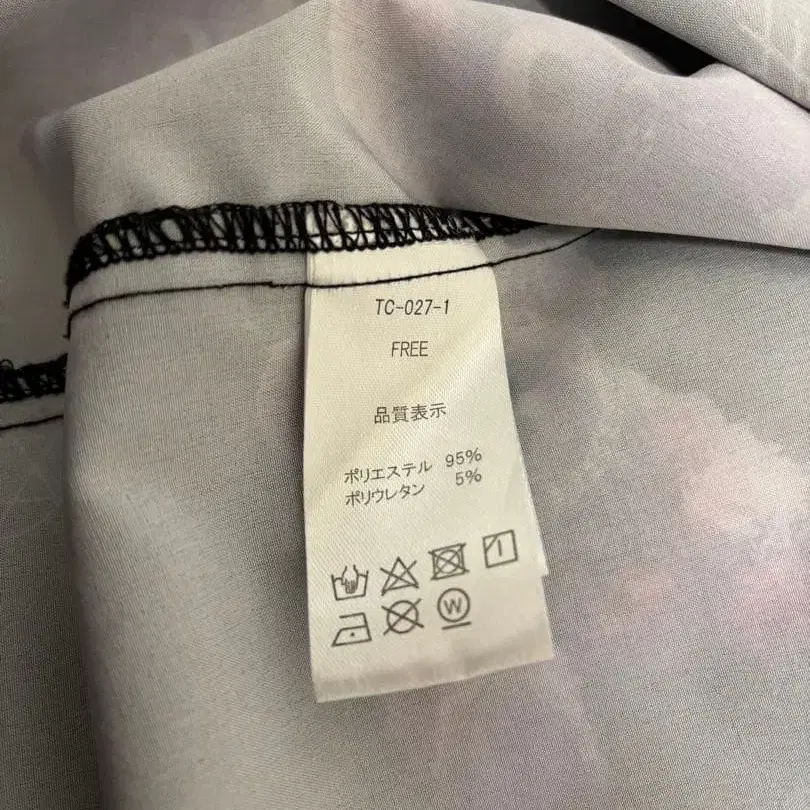 TC-027-1
FREE
品質表示
ポリエステル 95%
ポリウレタン 5%
W